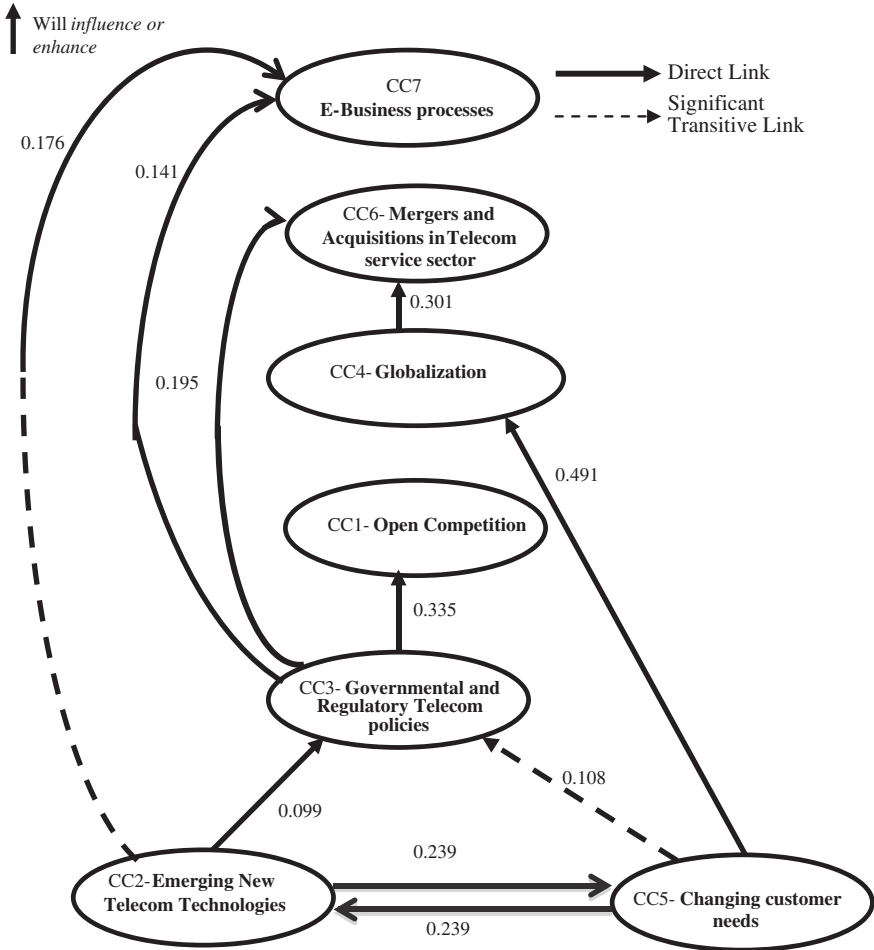 Will influence or
enhance
CC7
E-Business processes
Direct Link
Significant
Transitive Link
0.176
0.141
CC6- Mergers and
Acquisitions in Telecom
service sector
0.301
CC4- Globalization
0.195
0.491
CC1- Open Competition
0.335
CC3- Governmental and
Regulatory Telecom
policies
0.108
0.099
0.239
CC2-Emerging New
Telecom Technologies
CC5- Changing customer
needs
0.239